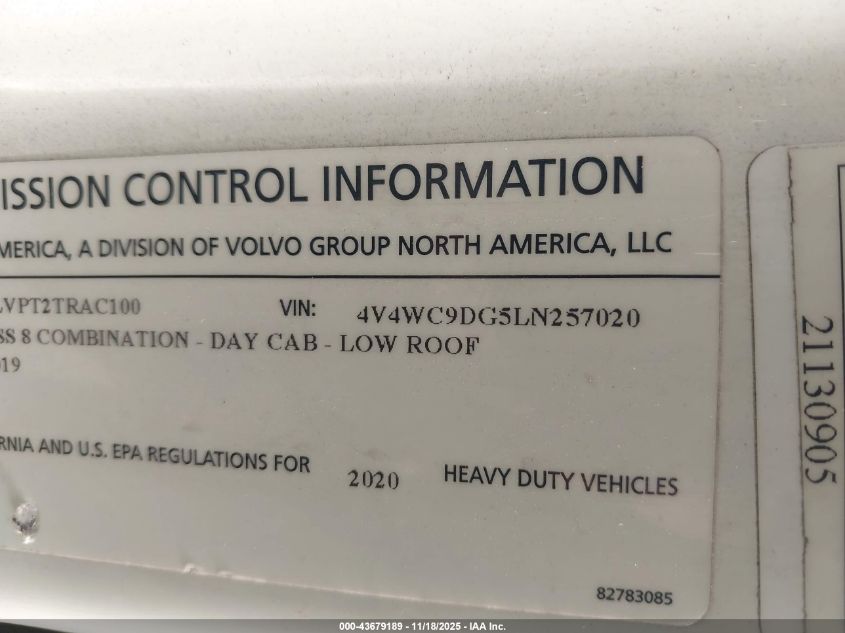 ISSION CONTROL INFORMATION
MERICA, A DIVISION OF VOLVO GROUP NORTH AMERICA, LLC
LVPT2TRAC100 VIN: 4V4WC9DG5LN257020
SS 8 COMBINATION - DAY CAB - LOW ROOF
019
RNIA AND U.S. EPA REGULATIONS FOR 2020 HEAVY DUTY VEHICLES
82783085
21130905
000-43679189 - 11/18/2025 - IAA Inc.